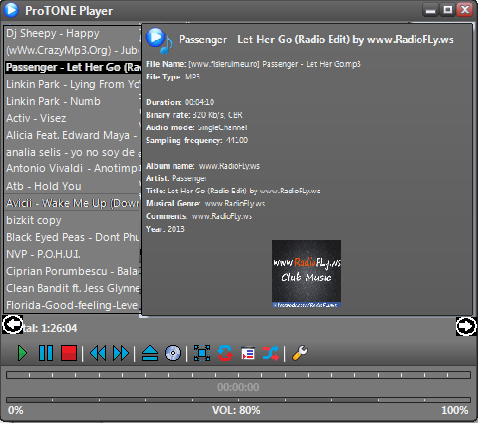 ProTONE Player
Dj Sheepy - Happy
(wWw.CrazyMp3.Org) - Jub
Passenger - Let Her Go (Ra
Linkin Park - Lying From Yo
Linkin Park - Numb
Activ - Visez
Alicia Feat. Edward Maya -
analia selis - yo no soy de
Antonio Vivaldi - Anotimp
Atb - Hold You
Avicii - Wake Me Up (Down
bizkit copy
Black Eyed Peas - Dont Phu
NVP - P.O.H.U.I.
Ciprian Porumbescu - Bala
Clean Bandit ft. Jess Glynne
Florida-Good-feeling-Leve
Passenger Let Her Go (Radio Edit) by www.RadioFLy.ws
File Name: Passenger - Let Her Go.mp3
File Type: MP3
Duration: 00:04:10
Binary rate: 320 Kb/s, CBR
Audio mode: SingleChannel
Sampling frequency: 44100
Album name: www.RadioFly.ws
Artist: Passenger
Title: Let Her Go (Radio Edit) by www.RadioFLy.ws
Musical Genre: www.RadioFly.ws
Comments: www.RadioFly.ws
Year: 2013
www.RadioFLy.ws
Club Music
tal: 1:26:04
00:00:00
0% VOL: 80% 100%